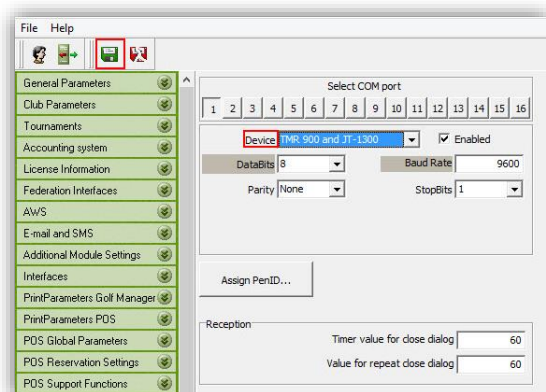 File Help
General Parameters
Club Parameters
Tournaments
Accounting system
License Information
Federation Interfaces
AWS
E-mail and SMS
Additional Module Settings
Interfaces
PrintParameters Golf Manager
PrintParameters POS
POS Global Parameters
POS Reservation Settings
POS Support Functions
Select COM port
1 2 3 4 5 6 7 8 9 10 11 12 13 14 15 16
Device TMR 900 and JT-1300 Enabled
DataBits 8 Baud Rate 9600
Parity None StopBits 1
Assign PenID...
Reception
Timer value for close dialog 60
Value for repeat close dialog 60